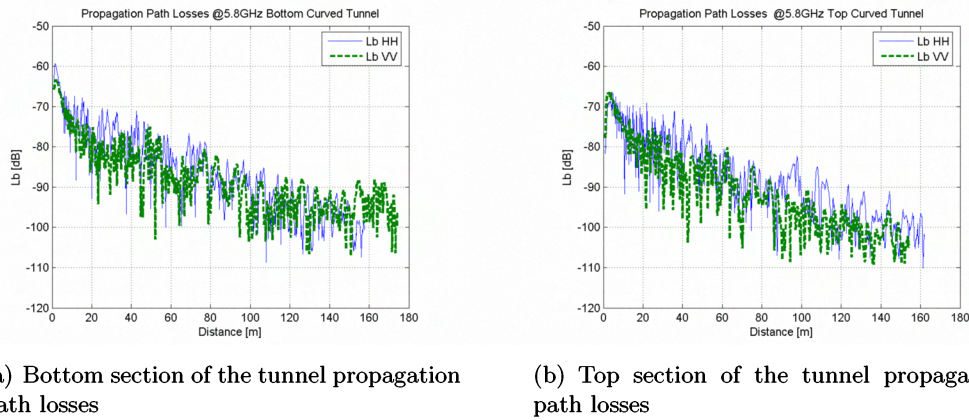 Propagation Path Losses @5.8GHz Bottom Curved Tunnel
Lb HH
Lb VV
-50
-60
-70
-80
-90
-100
-110
-120
Lb [dB]
0 20 40 60 80 100 120 140 160 180
Distance [m]
) Bottom section of the tunnel propagation
ath losses
Propagation Path Losses @5.8GHz Top Curved Tunnel
Lb HH
Lb VV
-50
-60
-70
-80
-90
-100
-110
-120
Lb [dB]
0 20 40 60 80 100 120 140 160 180
Distance [m]
(b) Top section of the tunnel propaga
path losses